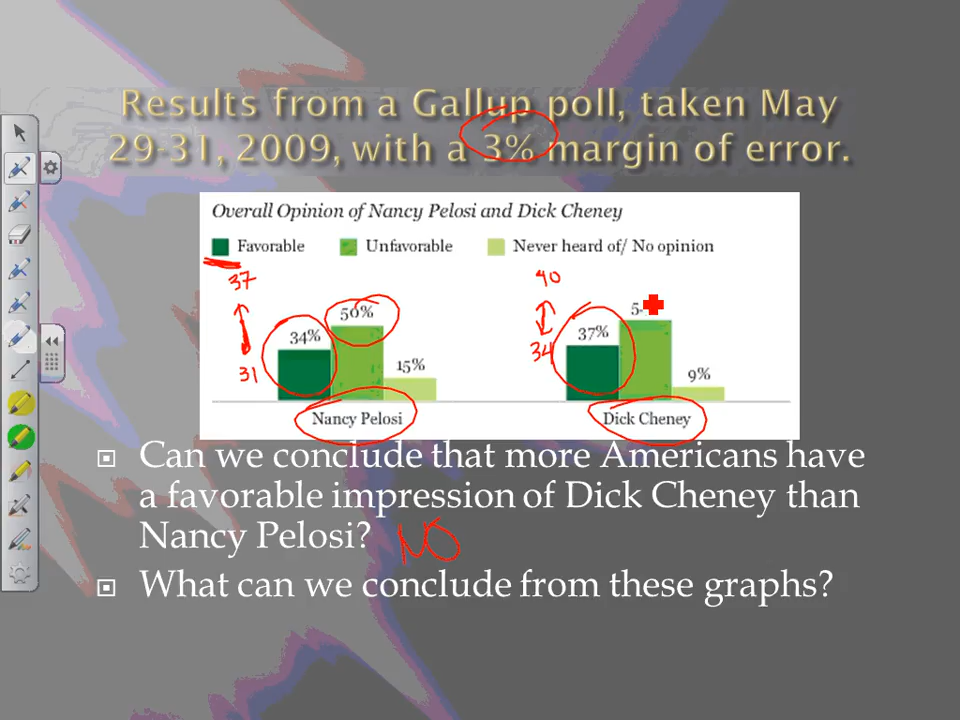 Results from a Gallup poll, taken May
29-31, 2009, with a 3% margin of error.
Overall Opinion of Nancy Pelosi and Dick Cheney
Favorable Unfavorable Never heard of/ No opinion
37 40
50% 5
34% 37%
34
31 15% 9%
Nancy Pelosi Dick Cheney
Can we conclude that more Americans have
a favorable impression of Dick Cheney than
Nancy Pelosi? NO
What can we conclude from these graphs?